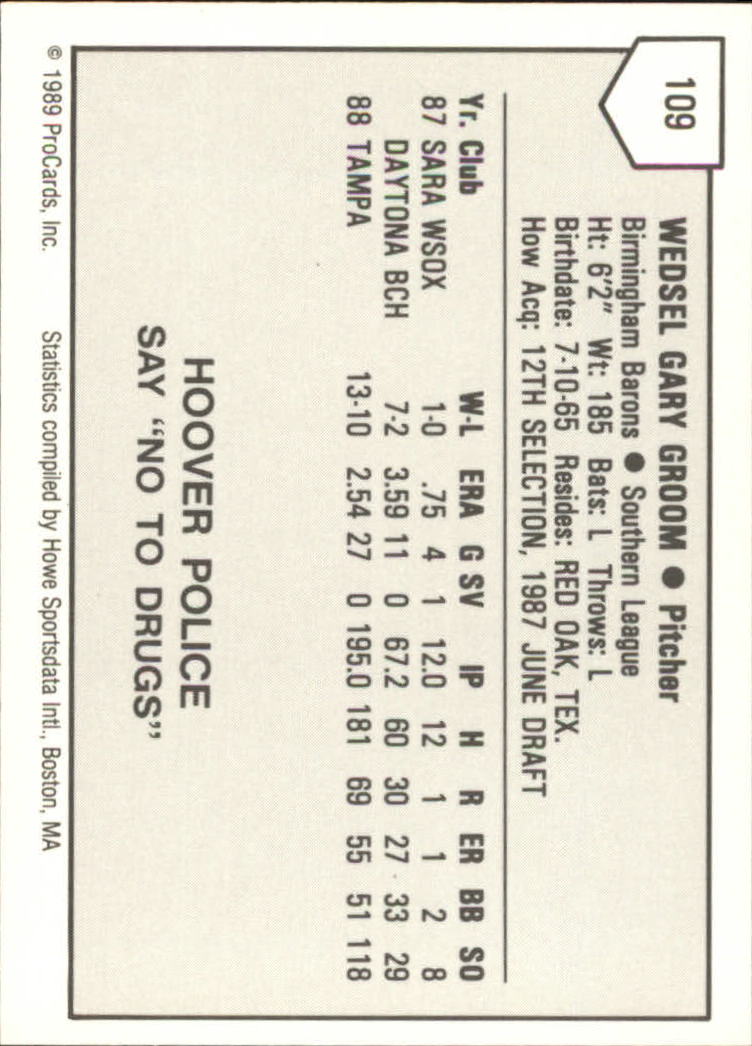 109
WEDSEL GARY GROOM ● Pitcher
Birmingham Barons ● Southern League
Ht: 6'2" Wt: 185 Bats: L Throws: L
Birthdate: 7-10-65 Resides: RED OAK, TEX.
How Acq: 12TH SELECTION, 1987 JUNE DRAFT
Yr. Club W-L ERA G SV IP H R ER BB SO
87 SARA WSOX 1-0 .75 4 1 12.0 12 1 1 2 8
DAYTONA BCH 7-2 3.59 11 0 67.2 60 30 27 33 29
88 TAMPA 13-10 2.54 27 0 195.0 181 69 55 51 118
HOOVER POLICE
SAY “NO TO DRUGS”
© 1989 ProCards, Inc. Statistics compiled by Howe Sportsdata Intl., Boston, MA